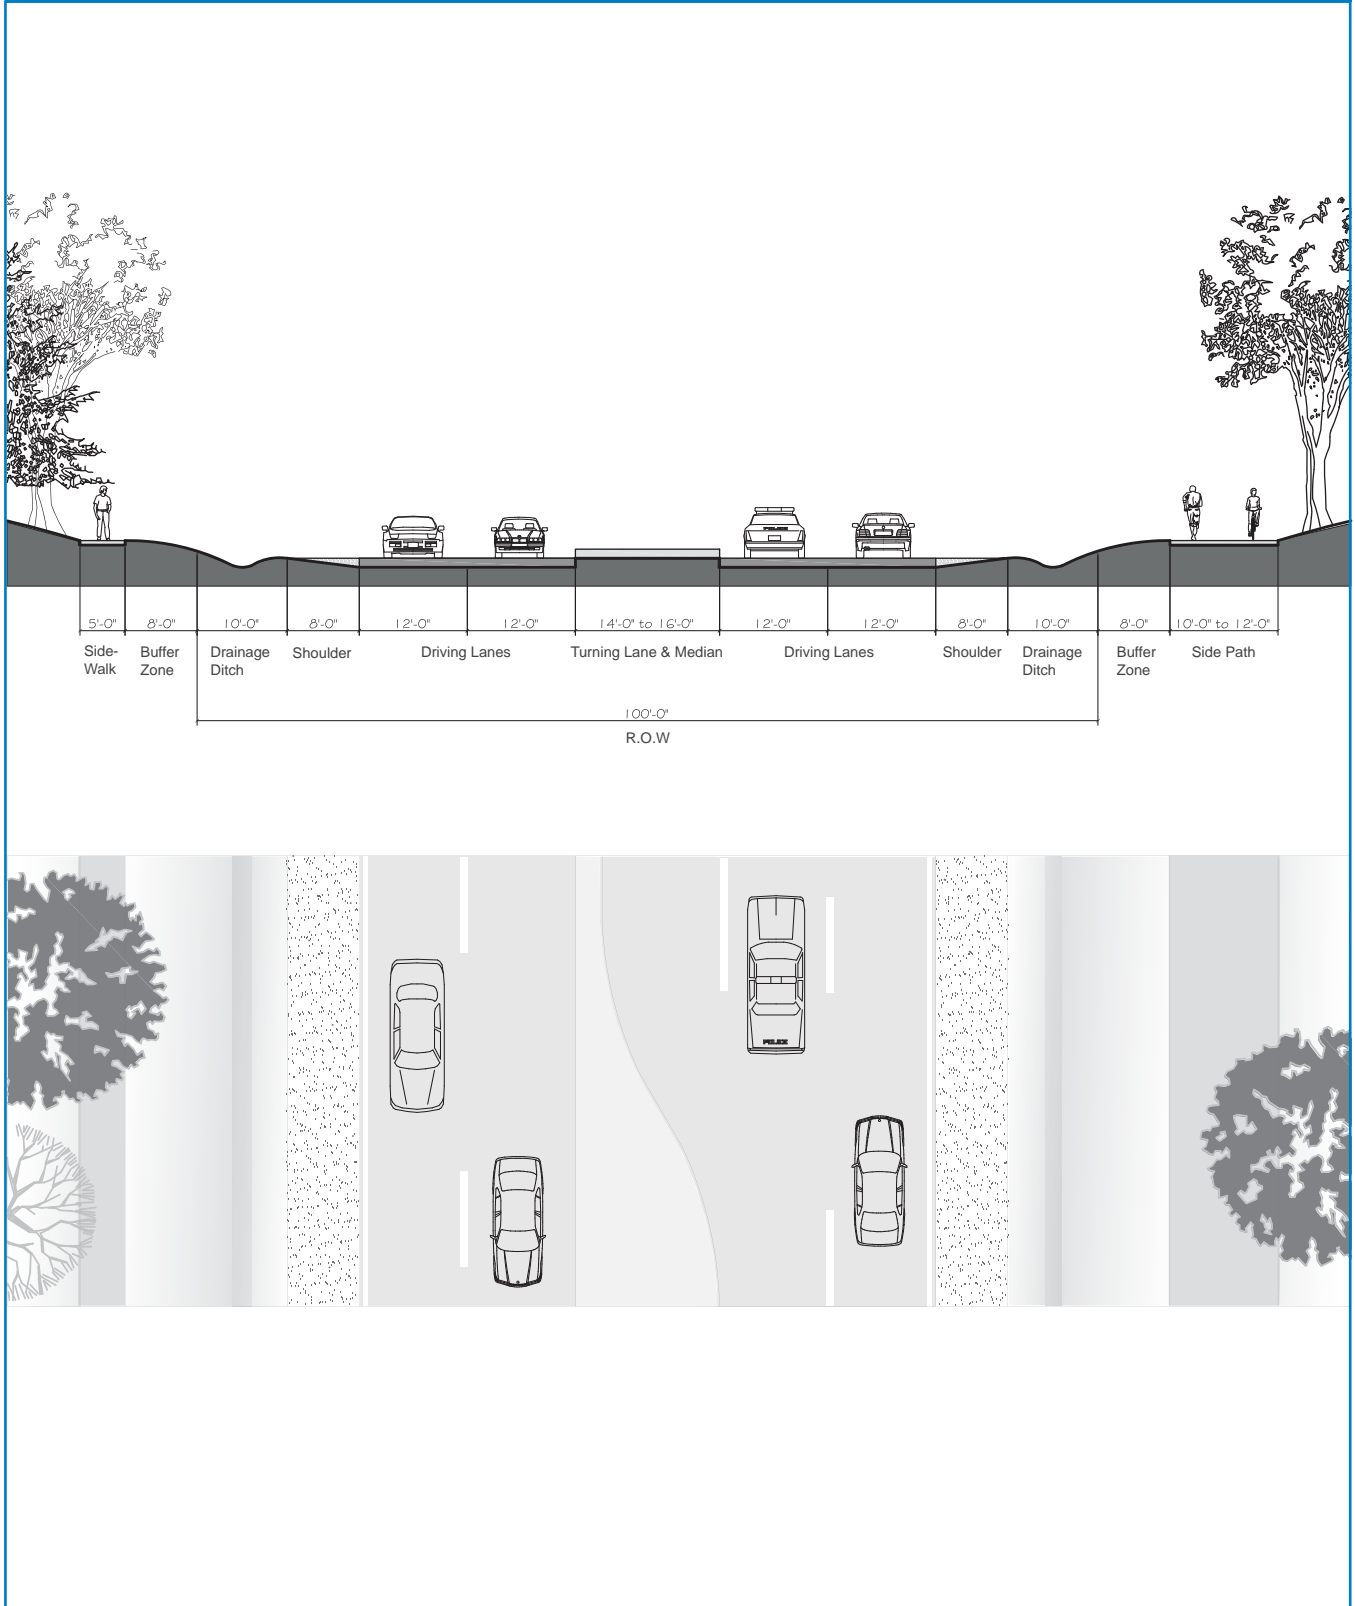 POLICE
5'-0" 8'-0" 10'-0" 8'-0" 12'-0" 12'-0" 14'-0" to 16'-0" 12'-0" 12'-0" 8'-0" 10'-0" 8'-0" 10'-0" to 12'-0"
Side- Buffer Drainage Shoulder Driving Lanes Turning Lane & Median Driving Lanes Shoulder Drainage Buffer Side Path
Walk Zone Ditch Ditch Zone
100'-0"
R.O.W
POLICE